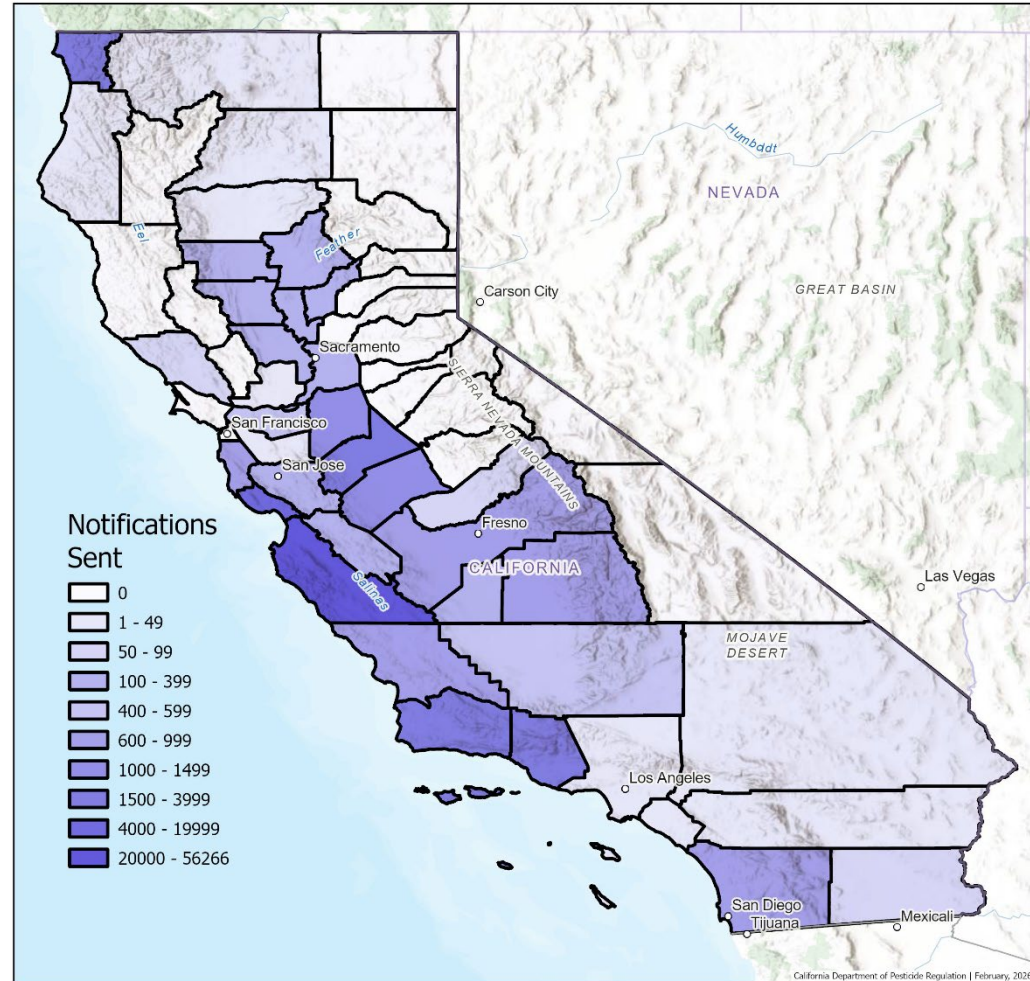 Humboldt
NEVADA
Eel
Feather
Carson City
GREAT BASIN
Sacramento
SIERRA NEVADA MOUNTAINS
San Francisco
San Jose
Notifications
Sent
0
1 - 49
50 - 99
100 - 399
400 - 599
600 - 999
1000 - 1499
1500 - 3999
4000 - 19999
20000 - 56266
Fresno
CALIFORNIA
Salinas
Las Vegas
MOJAVE
DESERT
Los Angeles
San Diego
Tijuana
Mexicali
California Department of Pesticide Regulation | February, 2026